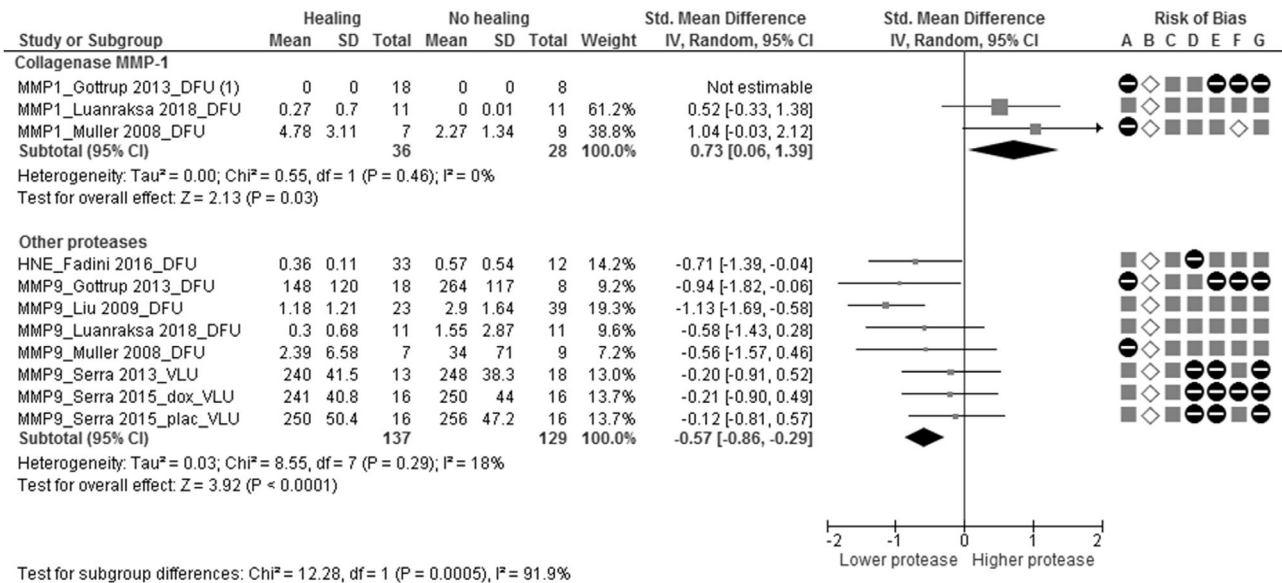 Healing No healing Std. Mean Difference Std. Mean Difference Risk of Bias
Study or Subgroup Mean SD Total Mean SD Total Weight IV, Random, 95% CI IV, Random, 95% CI A B C D E F G
Collagenase MMP-1
MMP1_Gottrup 2013_DFU (1) 0 0 18 0 0 8 Not estimable
MMP1_Luanraksa 2018_DFU 0.27 0.7 11 0 0.01 11 61.2% 0.52 [-0.33, 1.38]
MMP1_Muller 2008_DFU 4.78 3.11 7 2.27 1.34 9 38.8% 1.04 [-0.03, 2.12]
Subtotal (95% CI) 36 28 100.0% 0.73 [0.06, 1.39]
Heterogeneity: Tau² = 0.00; Chi² = 0.55, df = 1 (P = 0.46); I² = 0%
Test for overall effect: Z = 2.13 (P = 0.03)
Other proteases
HNE_Fadini 2016_DFU 0.36 0.11 33 0.57 0.54 12 14.2% -0.71 [-1.39, -0.04]
MMP9_Gottrup 2013_DFU 148 120 18 264 117 8 9.2% -0.94 [-1.82, -0.06]
MMP9_Liu 2009_DFU 1.18 1.21 23 2.9 1.64 39 19.3% -1.13 [-1.69, -0.58]
MMP9_Luanraksa 2018_DFU 0.3 0.68 11 1.55 2.87 11 9.6% -0.58 [-1.43, 0.28]
MMP9_Muller 2008_DFU 2.39 6.58 7 34 71 9 7.2% -0.56 [-1.57, 0.46]
MMP9_Serra 2013_VLU 240 41.5 13 248 38.3 18 13.0% -0.20 [-0.91, 0.52]
MMP9_Serra 2015_dox_VLU 241 40.8 16 250 44 16 13.7% -0.21 [-0.90, 0.49]
MMP9_Serra 2015_plac_VLU 250 50.4 16 256 47.2 16 13.7% -0.12 [-0.81, 0.57]
Subtotal (95% CI) 137 129 100.0% -0.57 [-0.86, -0.29]
Heterogeneity: Tau² = 0.03; Chi² = 8.55, df = 7 (P = 0.29); I² = 18%
Test for overall effect: Z = 3.92 (P < 0.0001)
-2 -1 0 1 2
Lower protease Higher protease
Test for subgroup differences: Chi² = 12.28, df = 1 (P = 0.0005), I² = 91.9%